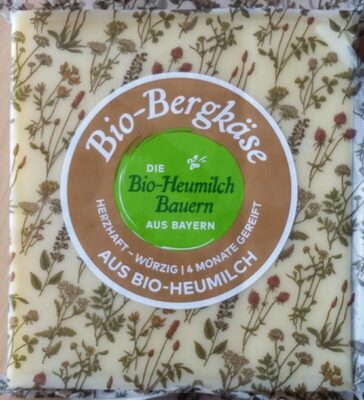 Bio-Bergkäse
DIE
Bio-Heumilch
Bauern
AUS BAYERN
HERZHAFT - WÜRZIG | 4 MONATE GEREIFT
AUS BIO-HEUMILCH